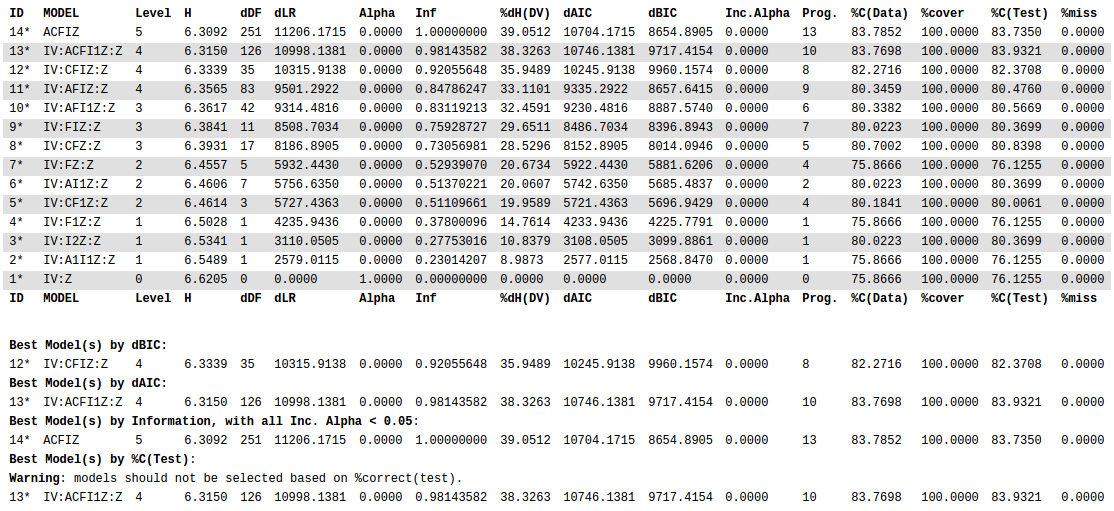 ID MODEL Level H dDF dLR Alpha Inf %dH(DV) dAIC dBIC Inc.Alpha Prog. %C(Data) %cover %C(Test) %miss
14* ACFIZ 5 6.3092 251 11206.1715 0.0000 1.00000000 39.0512 10704.1715 8654.8905 0.0000 13 83.7852 100.0000 83.7350 0.0000
13* IV:ACFI1Z:Z 4 6.3150 126 10998.1381 0.0000 0.98143582 38.3263 10746.1381 9717.4154 0.0000 10 83.7698 100.0000 83.9321 0.0000
12* IV:CFIZ:Z 4 6.3339 35 10315.9138 0.0000 0.92055648 35.9489 10245.9138 9960.1574 0.0000 8 82.2716 100.0000 82.3708 0.0000
11* IV:AFIZ:Z 4 6.3565 83 9501.2922 0.0000 0.84786247 33.1101 9335.2922 8657.6415 0.0000 9 80.3459 100.0000 80.4760 0.0000
10* IV:AFI1Z:Z 3 6.3617 42 9314.4816 0.0000 0.83119213 32.4591 9230.4816 8887.5740 0.0000 6 80.3382 100.0000 80.5669 0.0000
9* IV:FIZ:Z 3 6.3841 11 8508.7034 0.0000 0.75928727 29.6511 8486.7034 8396.8943 0.0000 7 80.0223 100.0000 80.3699 0.0000
8* IV:CFZ:Z 3 6.3931 17 8186.8905 0.0000 0.73056981 28.5296 8152.8905 8014.0946 0.0000 5 80.7002 100.0000 80.8398 0.0000
7* IV:FZ:Z 2 6.4557 5 5932.4430 0.0000 0.52939070 20.6734 5922.4430 5881.6206 0.0000 4 75.8666 100.0000 76.1255 0.0000
6* IV:AI1Z:Z 2 6.4606 7 5756.6350 0.0000 0.51370221 20.0607 5742.6350 5685.4837 0.0000 2 80.0223 100.0000 80.3699 0.0000
5* IV:CF1Z:Z 2 6.4614 3 5727.4363 0.0000 0.51109661 19.9589 5721.4363 5696.9429 0.0000 4 80.1841 100.0000 80.0061 0.0000
4* IV:F1Z:Z 1 6.5028 1 4235.9436 0.0000 0.37800096 14.7614 4233.9436 4225.7791 0.0000 1 75.8666 100.0000 76.1255 0.0000
3* IV:I2Z:Z 1 6.5341 1 3110.0505 0.0000 0.27753016 10.8379 3108.0505 3099.8861 0.0000 1 80.0223 100.0000 80.3699 0.0000
2* IV:A1I1Z:Z 1 6.5489 1 2579.0115 0.0000 0.23014207 8.9873 2577.0115 2568.8470 0.0000 1 75.8666 100.0000 76.1255 0.0000
1* IV:Z 0 6.6205 0 0.0000 1.0000 0.00000000 0.0000 0.0000 0.0000 0.0000 0 75.8666 100.0000 76.1255 0.0000
ID MODEL Level H dDF dLR Alpha Inf %dH(DV) dAIC dBIC Inc.Alpha Prog. %C(Data) %cover %C(Test) %miss
Best Model(s) by dBIC:
12* IV:CFIZ:Z 4 6.3339 35 10315.9138 0.0000 0.92055648 35.9489 10245.9138 9960.1574 0.0000 8 82.2716 100.0000 82.3708 0.0000
Best Model(s) by dAIC:
13* IV:ACFI1Z:Z 4 6.3150 126 10998.1381 0.0000 0.98143582 38.3263 10746.1381 9717.4154 0.0000 10 83.7698 100.0000 83.9321 0.0000
Best Model(s) by Information, with all Inc. Alpha < 0.05:
14* ACFIZ 5 6.3092 251 11206.1715 0.0000 1.00000000 39.0512 10704.1715 8654.8905 0.0000 13 83.7852 100.0000 83.7350 0.0000
Best Model(s) by %C(Test):
Warning: models should not be selected based on %correct(test).
13* IV:ACFI1Z:Z 4 6.3150 126 10998.1381 0.0000 0.98143582 38.3263 10746.1381 9717.4154 0.0000 10 83.7698 100.0000 83.9321 0.0000